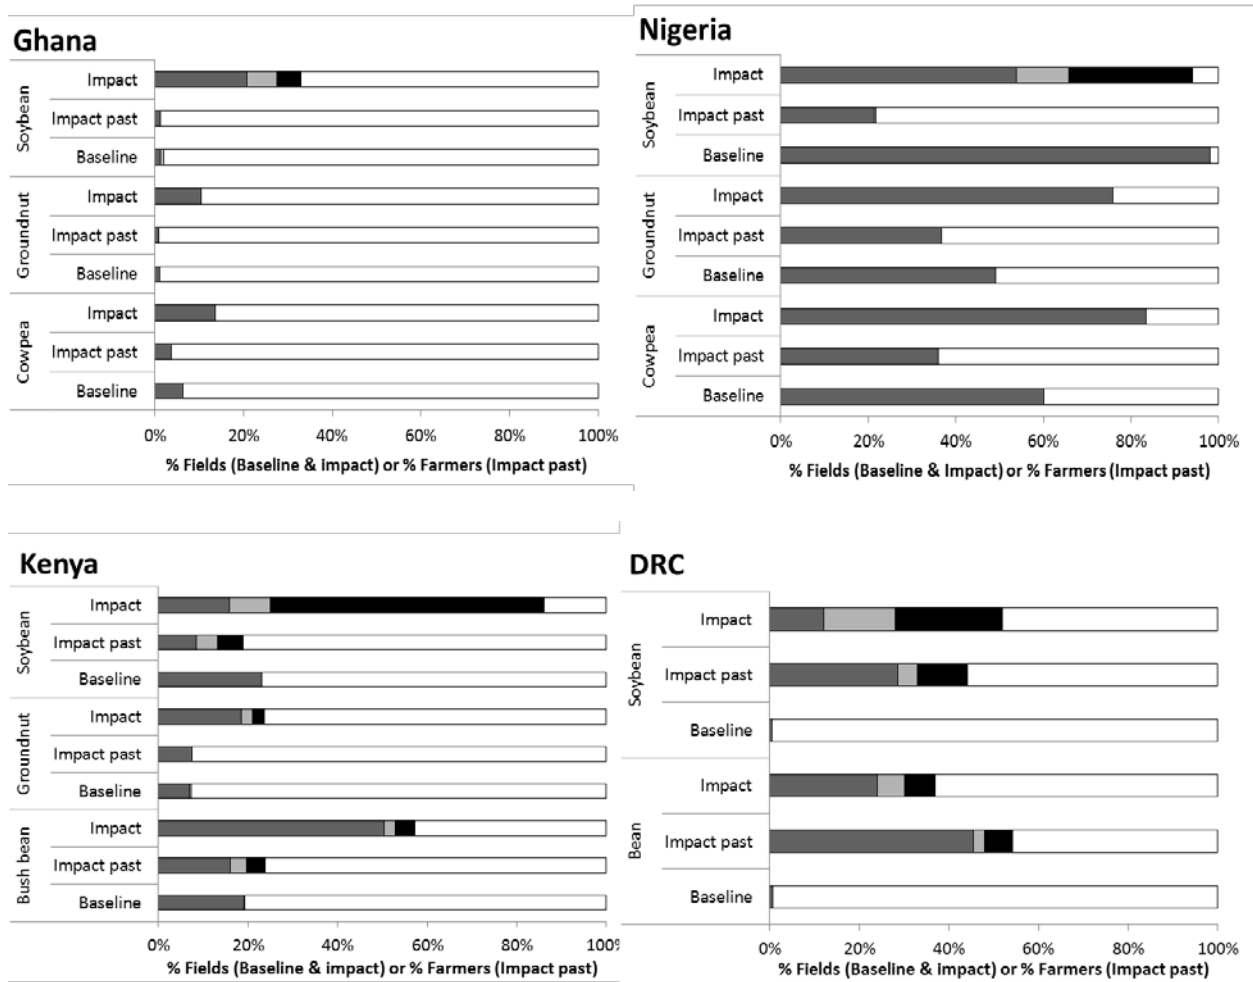 Ghana
Soybean
Impact
Impact past
Baseline
Groundnut
Impact
Impact past
Baseline
Cowpea
Impact
Impact past
Baseline
0% 20% 40% 60% 80% 100%
% Fields (Baseline & impact) or % Farmers (Impact past)
Nigeria
Soybean
Impact
Impact past
Baseline
Groundnut
Impact
Impact past
Baseline
Cowpea
Impact
Impact past
Baseline
0% 20% 40% 60% 80% 100%
% Fields (Baseline & Impact) or % Farmers (Impact past)
Kenya
Soybean
Impact
Impact past
Baseline
Groundnut
Impact
Impact past
Baseline
Bush bean
Impact
Impact past
Baseline
0% 20% 40% 60% 80% 100%
% Fields (Baseline & impact) or % Farmers (Impact past)
DRC
Soybean
Impact
Impact past
Baseline
Bean
Impact
Impact past
Baseline
0% 20% 40% 60% 80% 100%
% Fields (Baseline & impact) or % Farmers (Impact past)